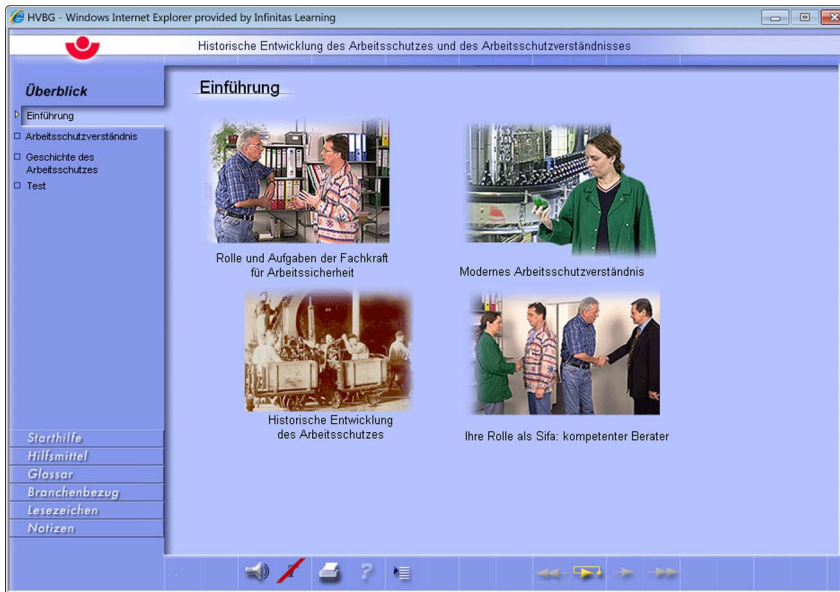 HVBG - Windows Internet Explorer provided by Infinitas Learning
Historische Entwicklung des Arbeitsschutzes und des Arbeitsschutzverständnisses
Überblick
Einführung
Arbeitsschutzverständnis
Geschichte des
Arbeitsschutzes
Test
Starthilfe
Hilfsmittel
Glossar
Branchenbezug
Lesezeichen
Notizen
Einführung
Rolle und Aufgaben der Fachkraft
für Arbeitssicherheit
Modernes Arbeitsschutzverständnis
Historische Entwicklung
des Arbeitsschutzes
Ihre Rolle als Sifa: kompetenter Berater